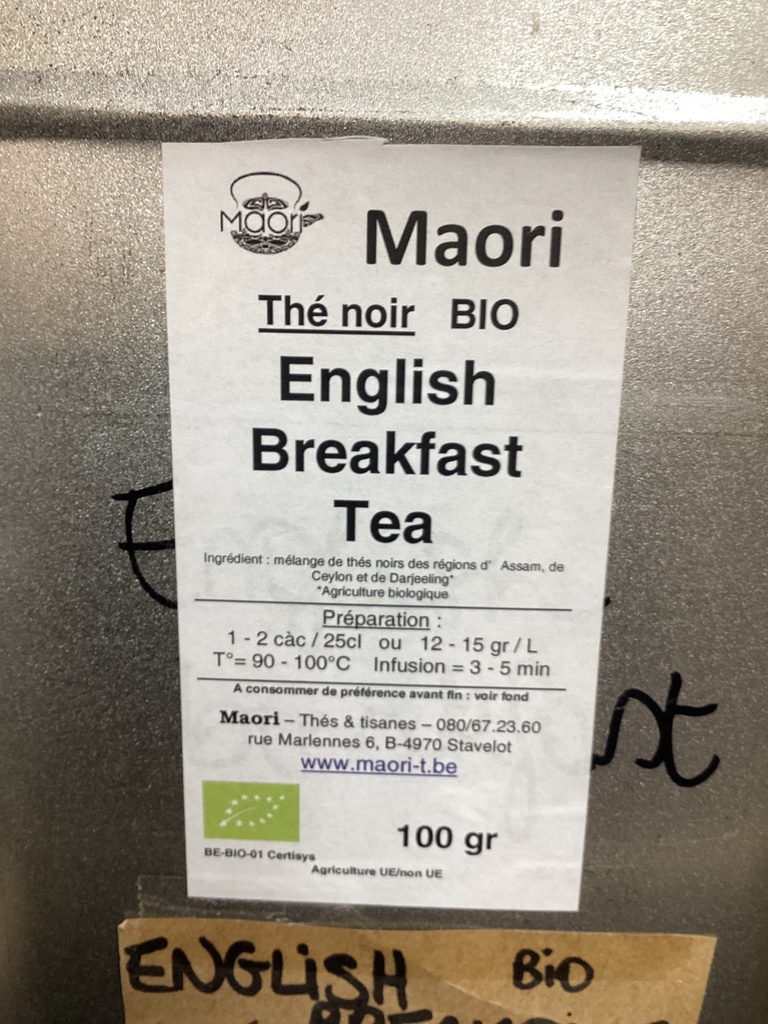 Maori
Maori
Thé noir BIO
English
Breakfast
Tea
Ingrédient : mélange de thés noirs des régions d' Assam, de
Ceylon et de Darjeeling*
*Agriculture biologique
Préparation :
1 - 2 càc / 25cl ou 12 - 15 gr / L
T°= 90 - 100°C Infusion = 3 - 5 min
A consommer de préférence avant fin : voir fond
Maori – Thés & tisanes – 080/67.23.60
rue Marlennes 6, B-4970 Stavelot
www.maori-t.be
100 gr
BE-BIO-01 Certisys
Agriculture UE/non UE
ENGLISH BiO